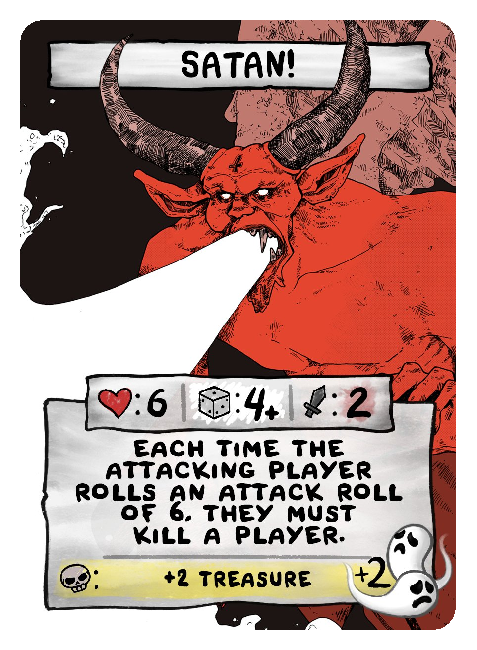 SATAN!
:6 :4+ :2
EACH TIME THE
ATTACKING PLAYER
ROLLS AN ATTACK ROLL
OF 6, THEY MUST
KILL A PLAYER.
: +2 TREASURE +2